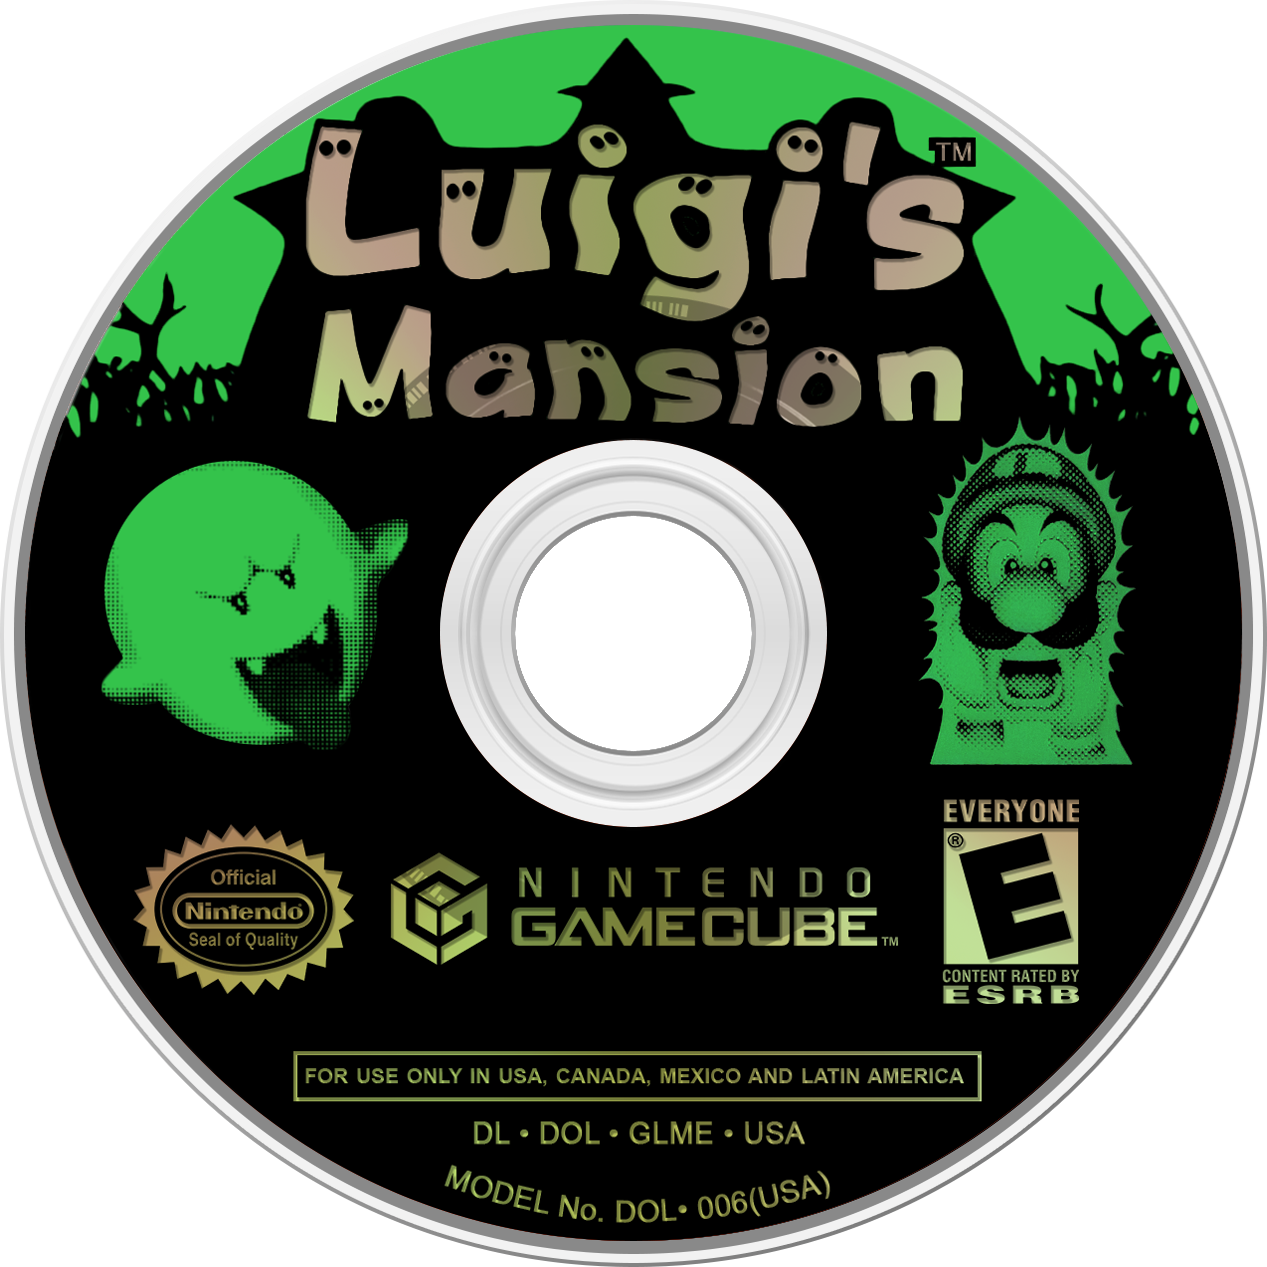 Luigi's™
Mansion
EVERYONE
®
E
CONTENT RATED BY
ESRB
Official
Nintendo®
Seal of Quality
NINTENDO
GAMECUBE™
FOR USE ONLY IN USA, CANADA, MEXICO AND LATIN AMERICA
DL • DOL • GLME • USA
MODEL No. DOL• 006(USA)